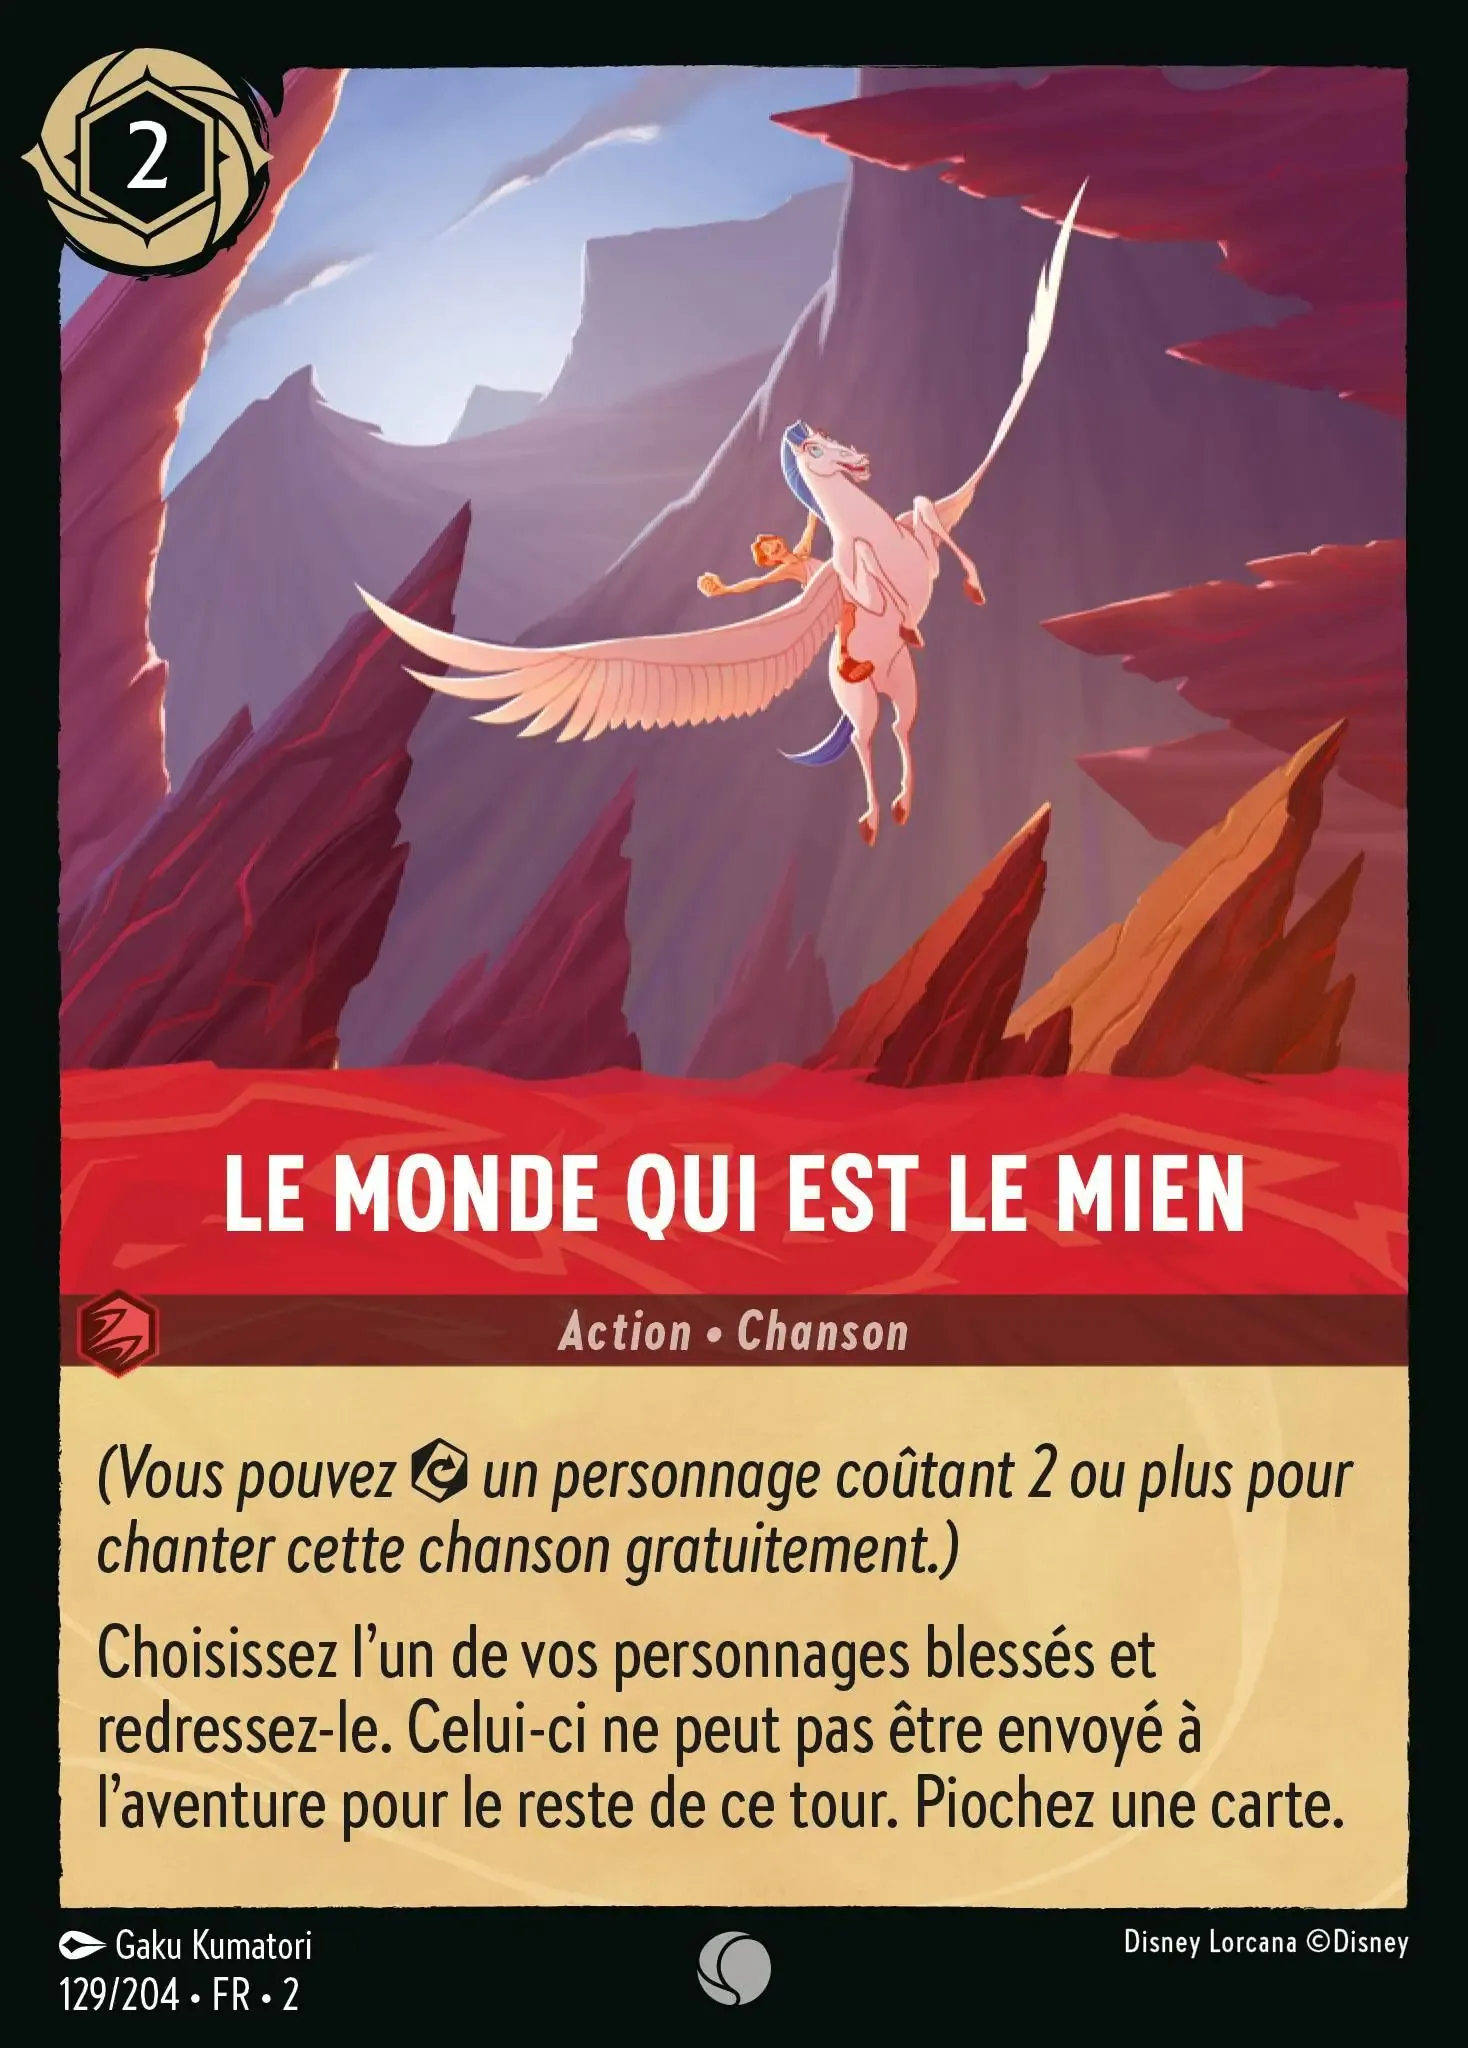 2
LE MONDE QUI EST LE MIEN
Action • Chanson
(Vous pouvez un personnage coûtant 2 ou plus pour
chanter cette chanson gratuitement.)
Choisissez l’un de vos personnages blessés et
redressez-le. Celui-ci ne peut pas être envoyé à
l’aventure pour le reste de ce tour. Piochez une carte.
Gaku Kumatori
Disney Lorcana ©Disney
129/204 • FR • 2